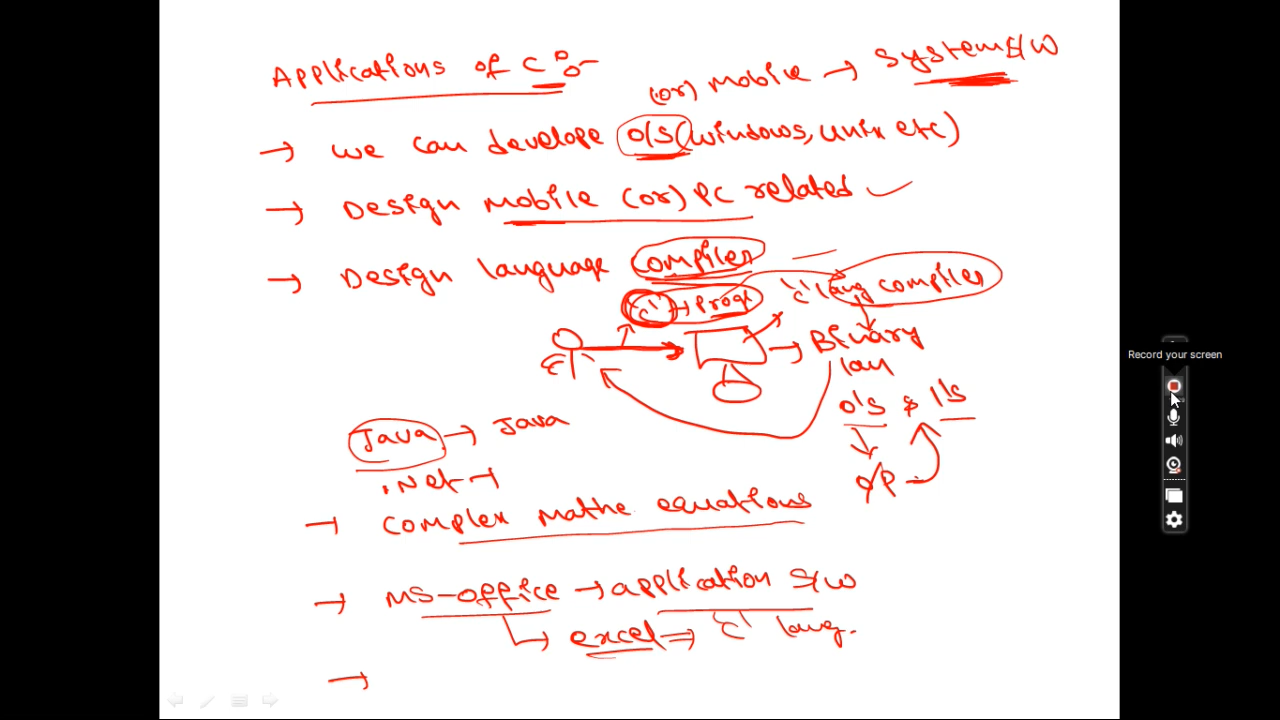 Applications of C :-
(or) mobile → System S/W
→ we can develope O/S (windows, unix etc)
→ Design mobile (or) PC related
→ Design language compiler
'C' → Progr
'C' lang compiler
→ Binary
lan
0's & 1's
O/P
Java → Java
.Net →
→ complex mathe equations
→ MS-office → application S/W
excel ⇒ 'C' lang.
→
Record your screen